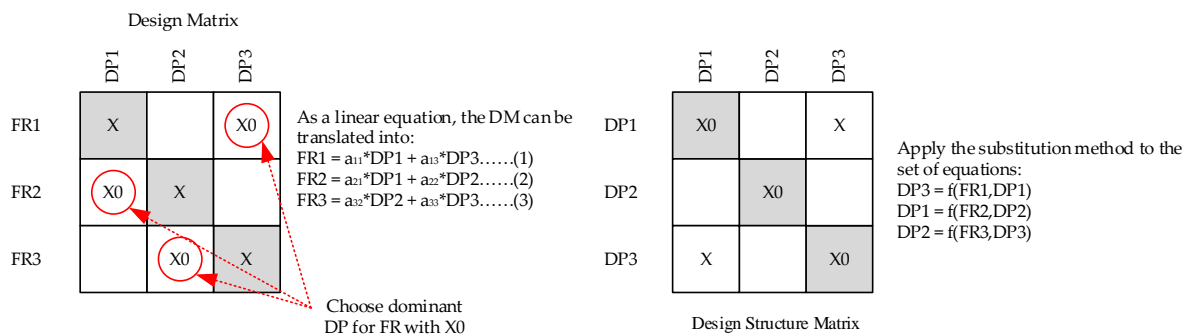 Design Matrix
DP1 DP2 DP3
FR1 X X0
FR2 X0 X
FR3 X0 X
As a linear equation, the DM can be
translated into:
FR1 = a₁₁*DP1 + a₁₃*DP3……(1)
FR2 = a₂₁*DP1 + a₂₂*DP2……(2)
FR3 = a₃₂*DP2 + a₃₃*DP3……(3)
Choose dominant
DP for FR with X0
DP1 DP2 DP3
DP1 X0 X
DP2 X0
DP3 X X0
Apply the substitution method to the
set of equations:
DP3 = f(FR1,DP1)
DP1 = f(FR2,DP2)
DP2 = f(FR3,DP3)
Design Structure Matrix